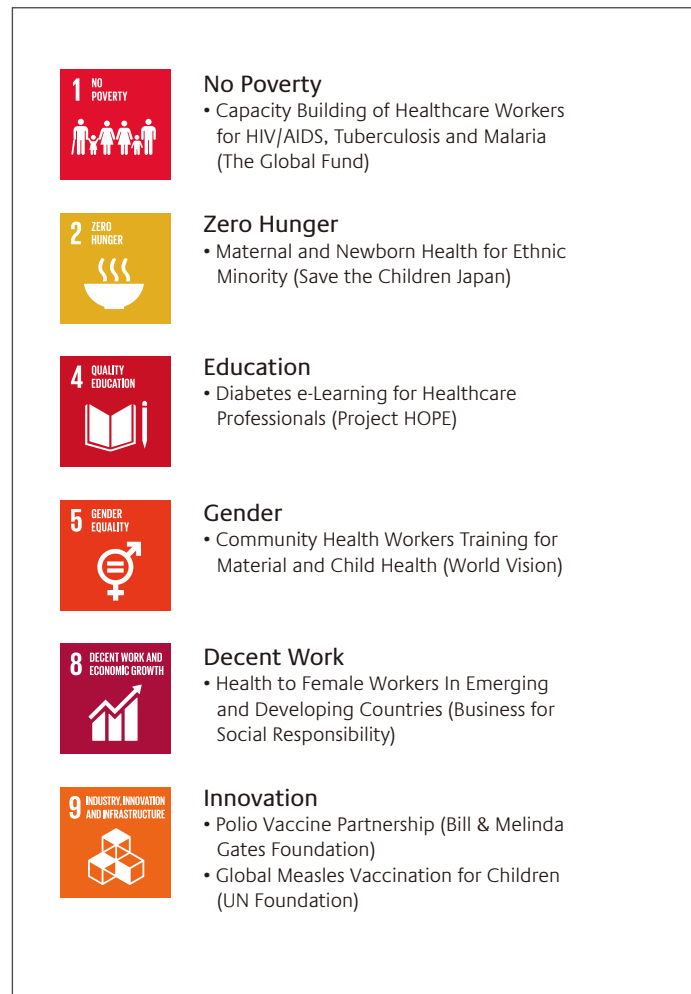 1 NO
POVERTY
No Poverty
• Capacity Building of Healthcare Workers
for HIV/AIDS, Tuberculosis and Malaria
(The Global Fund)
2 ZERO
HUNGER
Zero Hunger
• Maternal and Newborn Health for Ethnic
Minority (Save the Children Japan)
4 QUALITY
EDUCATION
Education
• Diabetes e-Learning for Healthcare
Professionals (Project HOPE)
5 GENDER
EQUALITY
Gender
• Community Health Workers Training for
Material and Child Health (World Vision)
8 DECENT WORK AND
ECONOMIC GROWTH
Decent Work
• Health to Female Workers In Emerging
and Developing Countries (Business for
Social Responsibility)
9 INDUSTRY, INNOVATION
AND INFRASTRUCTURE
Innovation
• Polio Vaccine Partnership (Bill & Melinda
Gates Foundation)
• Global Measles Vaccination for Children
(UN Foundation)